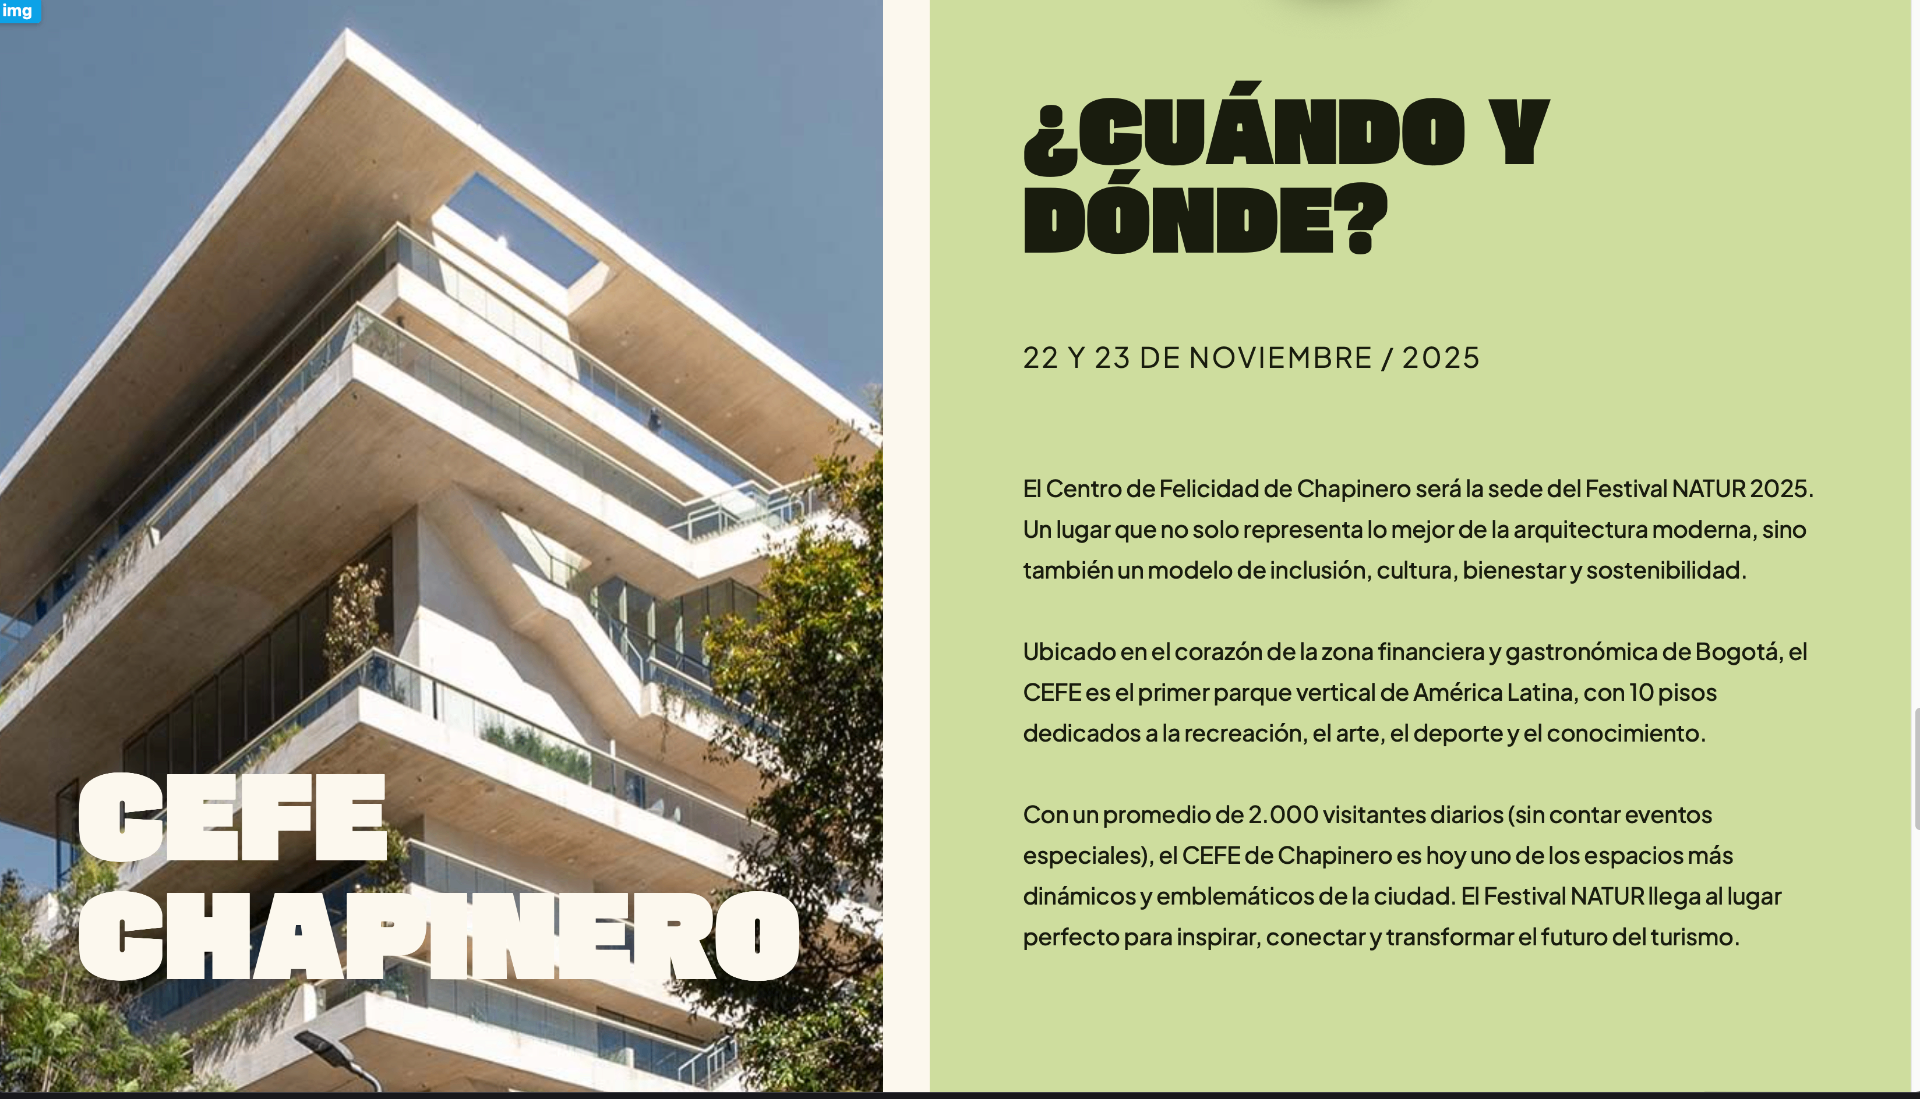 img
CEFE
CHAPINERO
¿CUÁNDO Y
DÓNDE?
22 Y 23 DE NOVIEMBRE / 2025
El Centro de Felicidad de Chapinero será la sede del Festival NATUR 2025.
Un lugar que no solo representa lo mejor de la arquitectura moderna, sino
también un modelo de inclusión, cultura, bienestar y sostenibilidad.
Ubicado en el corazón de la zona financiera y gastronómica de Bogotá, el
CEFE es el primer parque vertical de América Latina, con 10 pisos
dedicados a la recreación, el arte, el deporte y el conocimiento.
Con un promedio de 2.000 visitantes diarios (sin contar eventos
especiales), el CEFE de Chapinero es hoy uno de los espacios más
dinámicos y emblemáticos de la ciudad. El Festival NATUR llega al lugar
perfecto para inspirar, conectar y transformar el futuro del turismo.